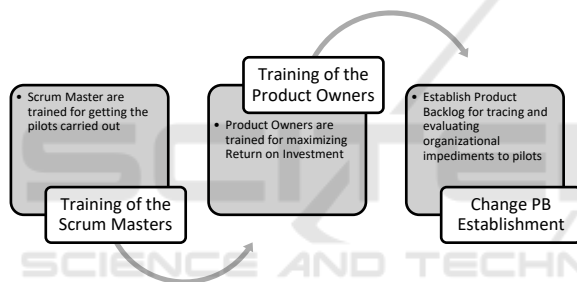 • Scrum Master are
trained for getting the
pilots carried out
Training of the
Scrum Masters
Training of the
Product Owners
• Product Owners are
trained for maximizing
Return on Investment
• Establish Product
Backlog for tracing and
evaluating
organizational
impediments to pilots
Change PB
Establishment
SCIENCE AND TECHN